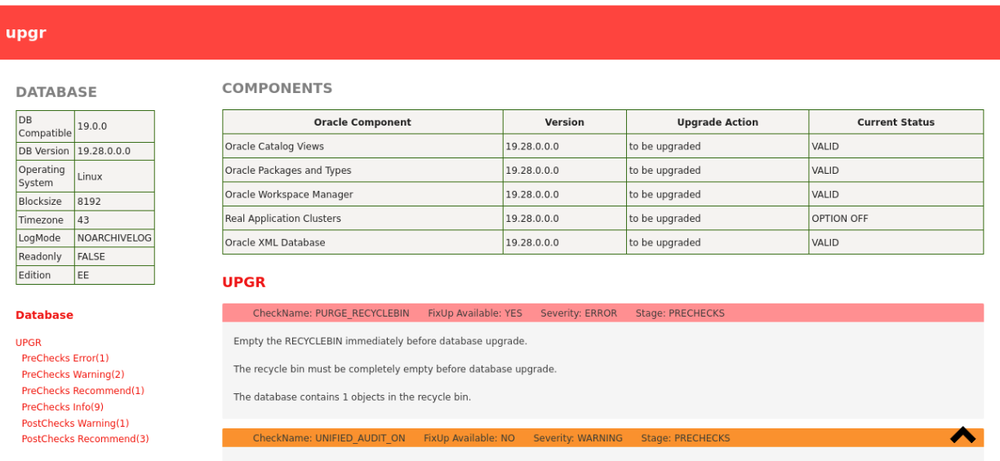 upgr
DATABASE
DB Compatible 19.0.0
DB Version 19.28.0.0.0
Operating System Linux
Blocksize 8192
Timezone 43
LogMode NOARCHIVELOG
Readonly FALSE
Edition EE
Database
UPGR
PreChecks Error(1)
PreChecks Warning(2)
PreChecks Recommend(1)
PreChecks Info(9)
PostChecks Warning(1)
PostChecks Recommend(3)
COMPONENTS
Oracle Component Version Upgrade Action Current Status
Oracle Catalog Views 19.28.0.0.0 to be upgraded VALID
Oracle Packages and Types 19.28.0.0.0 to be upgraded VALID
Oracle Workspace Manager 19.28.0.0.0 to be upgraded VALID
Real Application Clusters 19.28.0.0.0 to be upgraded OPTION OFF
Oracle XML Database 19.28.0.0.0 to be upgraded VALID
UPGR
CheckName: PURGE_RECYCLEBIN FixUp Available: YES Severity: ERROR Stage: PRECHECKS
Empty the RECYCLEBIN immediately before database upgrade.
The recycle bin must be completely empty before database upgrade.
The database contains 1 objects in the recycle bin.
CheckName: UNIFIED_AUDIT_ON FixUp Available: NO Severity: WARNING Stage: PRECHECKS